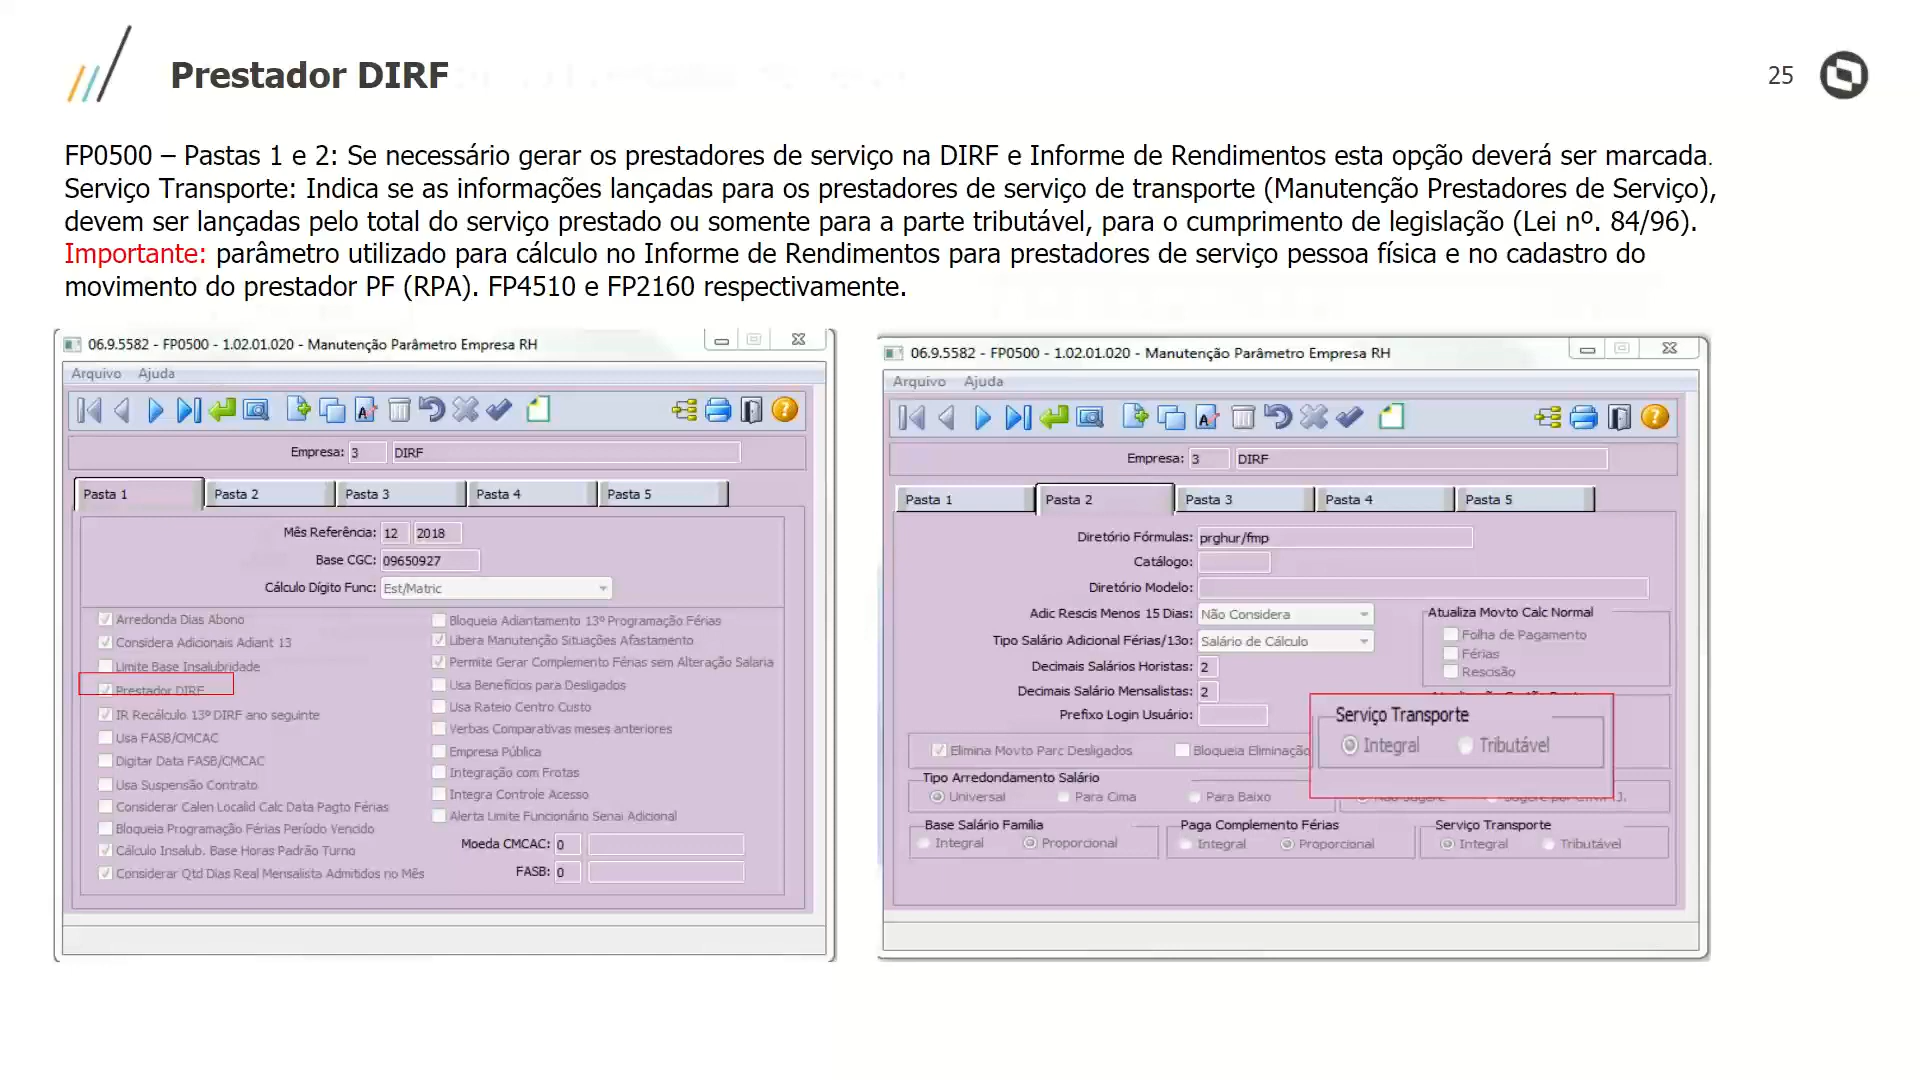 Prestador DIRF
25
FP0500 – Pastas 1 e 2: Se necessário gerar os prestadores de serviço na DIRF e Informe de Rendimentos esta opção deverá ser marcada.
Serviço Transporte: Indica se as informações lançadas para os prestadores de serviço de transporte (Manutenção Prestadores de Serviço),
devem ser lançadas pelo total do serviço prestado ou somente para a parte tributável, para o cumprimento de legislação (Lei nº. 84/96).
Importante: parâmetro utilizado para cálculo no Informe de Rendimentos para prestadores de serviço pessoa física e no cadastro do
movimento do prestador PF (RPA). FP4510 e FP2160 respectivamente.
06.9.5582 - FP0500 - 1.02.01.020 - Manutenção Parâmetro Empresa RH
Arquivo Ajuda
Empresa: 3 DIRF
Pasta 1 Pasta 2 Pasta 3 Pasta 4 Pasta 5
Mês Referência: 12 2018
Base CGC: 09650927
Cálculo Dígito Func: Est/Matric
Arredonda Dias Abono
Considera Adicionais Adiant 13
Limite Base Insalubridade
Prestador DIRF
IR Recálculo 13º DIRF ano seguinte
Usa FASB/CMCAC
Digitar Data FASB/CMCAC
Usa Suspensão Contrato
Considerar Calen Localid Calc Data Pagto Férias
Bloqueia Programação Férias Período Vencido
Cálculo Insalub. Base Horas Padrão Turno
Considerar Qtd Dias Real Mensalista Admitidos no Mês
Bloqueia Adiantamento 13º Programação Férias
Libera Manutenção Situações Afastamento
Permite Gerar Complemento Férias sem Alteração Salaria
Usa Benefícios para Desligados
Usa Rateio Centro Custo
Verbas Comparativas meses anteriores
Empresa Pública
Integração com Frotas
Integra Controle Acesso
Alerta Limite Funcionário Senai Adicional
Moeda CMCAC: 0
FASB: 0
06.9.5582 - FP0500 - 1.02.01.020 - Manutenção Parâmetro Empresa RH
Arquivo Ajuda
Empresa: 3 DIRF
Pasta 1 Pasta 2 Pasta 3 Pasta 4 Pasta 5
Diretório Fórmulas: prghur/fmp
Catálogo:
Diretório Modelo:
Adic Rescis Menos 15 Dias: Não Considera
Tipo Salário Adicional Férias/13o: Salário de Cálculo
Decimais Salários Horistas: 2
Decimais Salário Mensalistas: 2
Prefixo Login Usuário:
Atualiza Movto Calc Normal
Folha de Pagamento
Férias
Rescisão
Serviço Transporte
Integral Tributável
Elimina Movto Parc Desligados Bloqueia Eliminação
Tipo Arredondamento Salário
Universal Para Cima Para Baixo
Base Salário Família
Integral Proporcional
Paga Complemento Férias
Integral Proporcional
Serviço Transporte
Integral Tributável